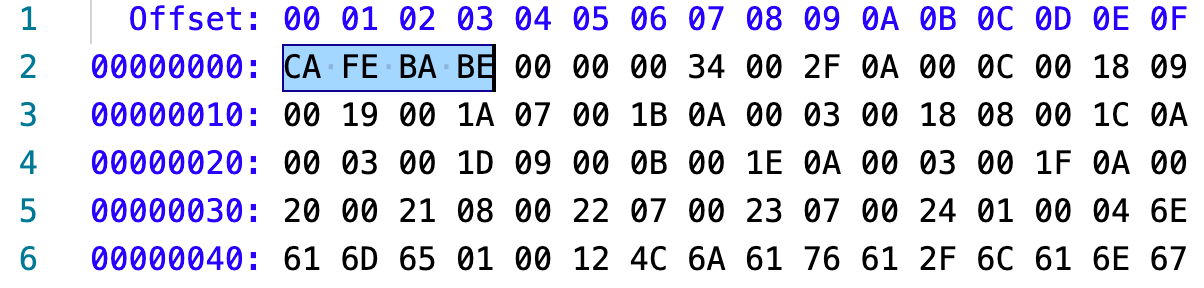 1 Offset: 00 01 02 03 04 05 06 07 08 09 0A 0B 0C 0D 0E 0F
2 00000000: CA FE BA BE 00 00 00 34 00 2F 0A 00 0C 00 18 09
3 00000010: 00 19 00 1A 07 00 1B 0A 00 03 00 18 08 00 1C 0A
4 00000020: 00 03 00 1D 09 00 0B 00 1E 0A 00 03 00 1F 0A 00
5 00000030: 20 00 21 08 00 22 07 00 23 07 00 24 01 00 04 6E
6 00000040: 61 6D 65 01 00 12 4C 6A 61 76 61 2F 6C 61 6E 67